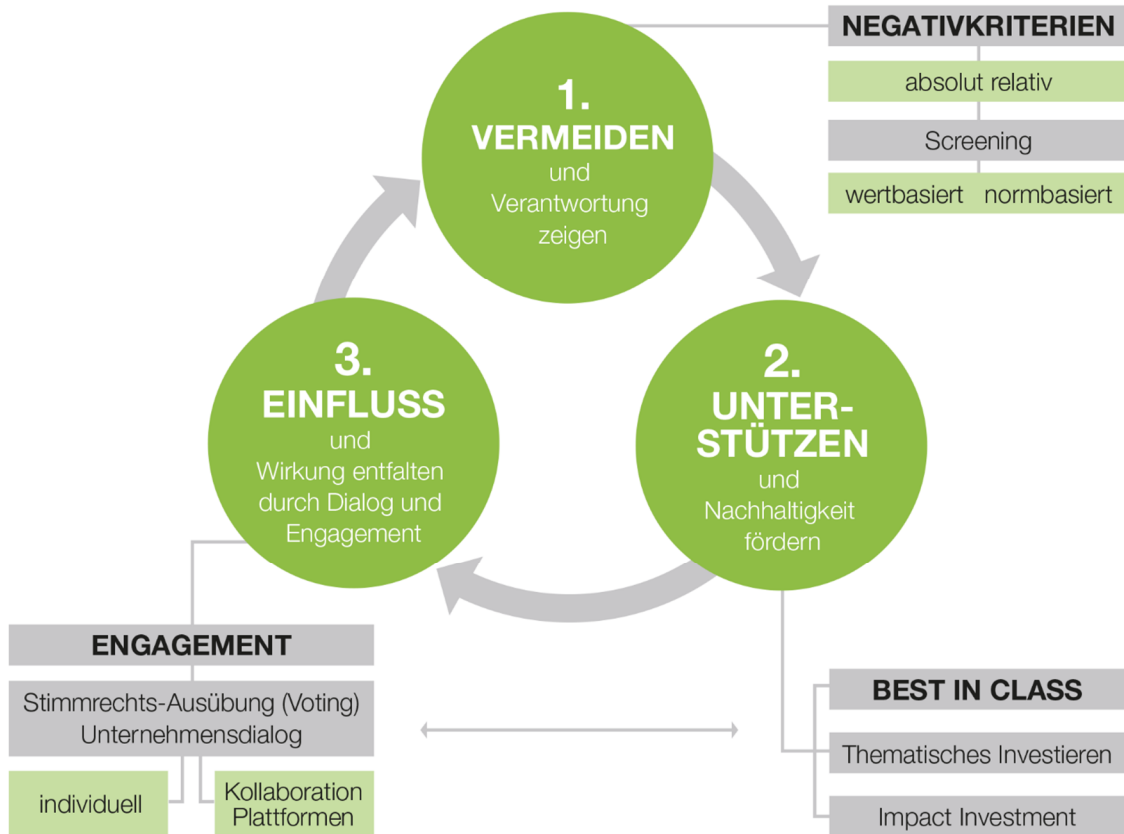 1.
VERMEIDEN
und
Verantwortung
zeigen
NEGATIVKRITERIEN
absolut relativ
Screening
wertbasiert normbasiert
2.
UNTER-
STÜTZEN
und
Nachhaltigkeit
fördern
BEST IN CLASS
Thematisches Investieren
Impact Investment
3.
EINFLUSS
und
Wirkung entfalten
durch Dialog und
Engagement
ENGAGEMENT
Stimmrechts-Ausübung (Voting)
Unternehmensdialog
individuell
Kollaboration
Plattformen